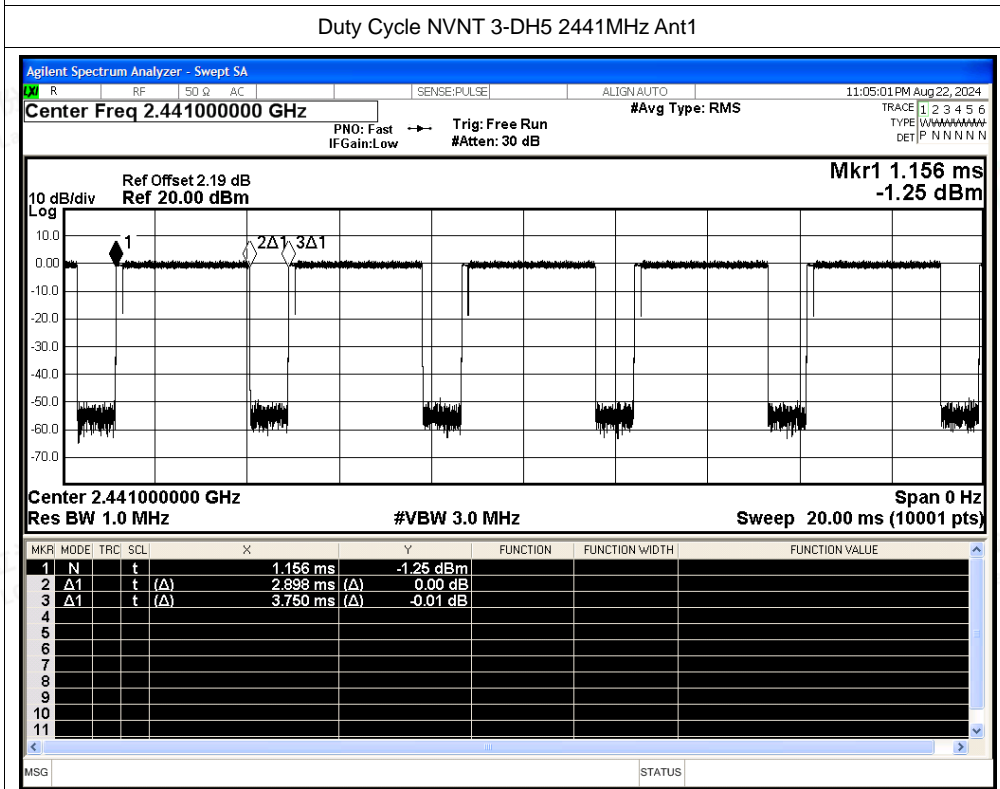 Duty Cycle NVNT 3-DH5 2441MHz Ant1
Agilent Spectrum Analyzer - Swept SA
LXI R RF 50 Ω AC SENSE:PULSE ALIGN AUTO 11:05:01 PM Aug 22, 2024
Center Freq 2.441000000 GHz #Avg Type: RMS TRACE 1 2 3 4 5 6
PNO: Fast Trig: Free Run TYPE WWWWWW
IFGain:Low #Atten: 30 dB DET P N N N N N
Mkr1 1.156 ms
Ref Offset 2.19 dB
10 dB/div Ref 20.00 dBm -1.25 dBm
Log
10.0
1 2Δ1 3Δ1
0.00
-10.0
-20.0
-30.0
-40.0
-50.0
-60.0
-70.0
Center 2.441000000 GHz Span 0 Hz
Res BW 1.0 MHz #VBW 3.0 MHz Sweep 20.00 ms (10001 pts)
MKR MODE TRC SCL X Y FUNCTION FUNCTION WIDTH FUNCTION VALUE
1 N t 1.156 ms -1.25 dBm
2 Δ1 t (Δ) 2.898 ms (Δ) 0.00 dB
3 Δ1 t (Δ) 3.750 ms (Δ) -0.01 dB
4
5
6
7
8
9
10
11
MSG STATUS